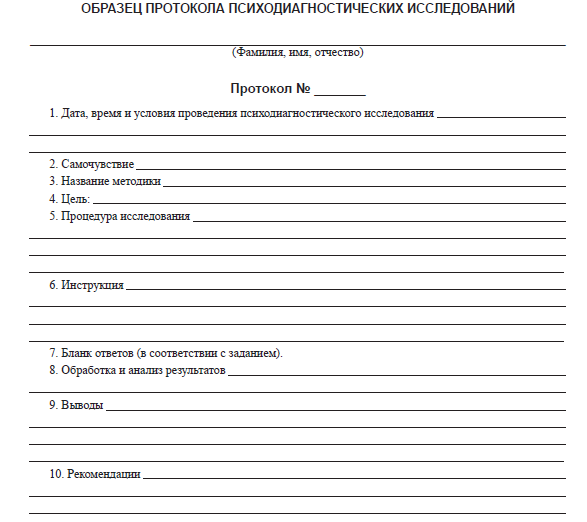 ОБРАЗЕЦ ПРОТОКОЛА ПСИХОДИАГНОСТИЧЕСКИХ ИССЛЕДОВАНИЙ
(Фамилия, имя, отчество)
Протокол №
1. Дата, время и условия проведения психодиагностического исследования
2. Самочувствие
3. Название методики
4. Цель:
5. Процедура исследования
6. Инструкция
7. Бланк ответов (в соответствии с заданием).
8. Обработка и анализ результатов
9. Выводы
10. Рекомендации